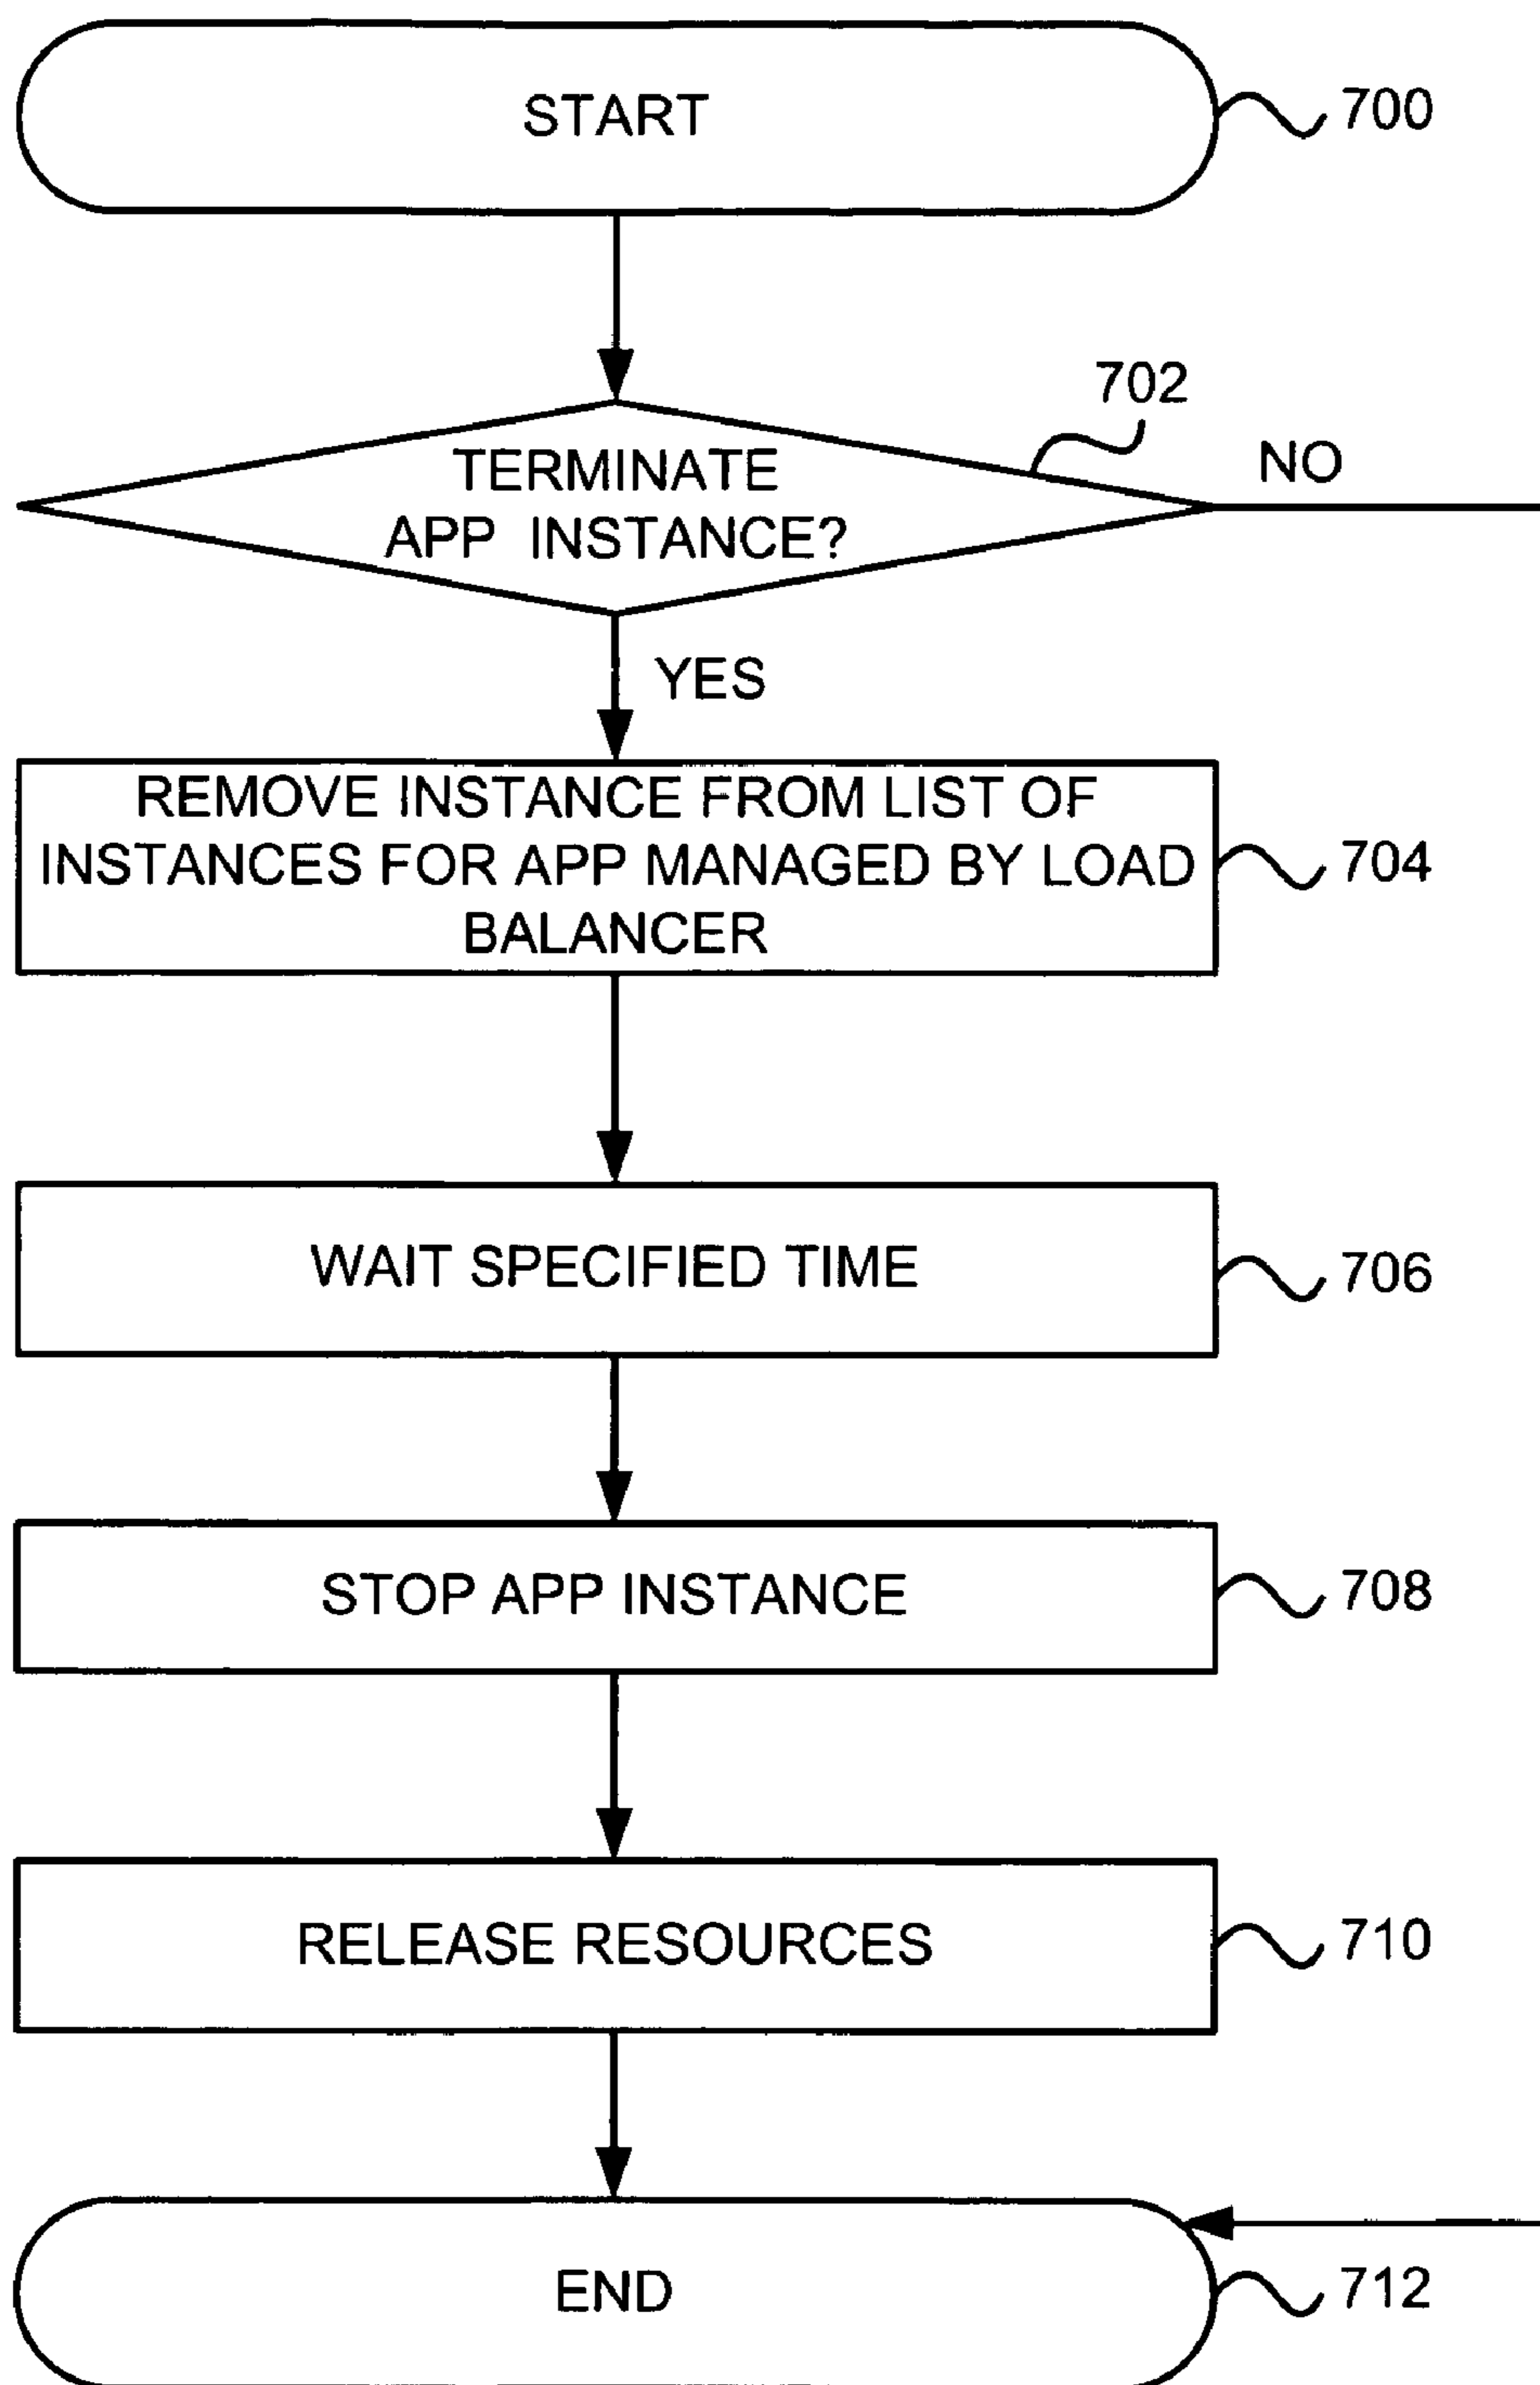 START
700
702
TERMINATE
APP INSTANCE?
NO
YES
REMOVE INSTANCE FROM LIST OF
INSTANCES FOR APP MANAGED BY LOAD
BALANCER
704
WAIT SPECIFIED TIME
706
STOP APP INSTANCE
708
RELEASE RESOURCES
710
END
712